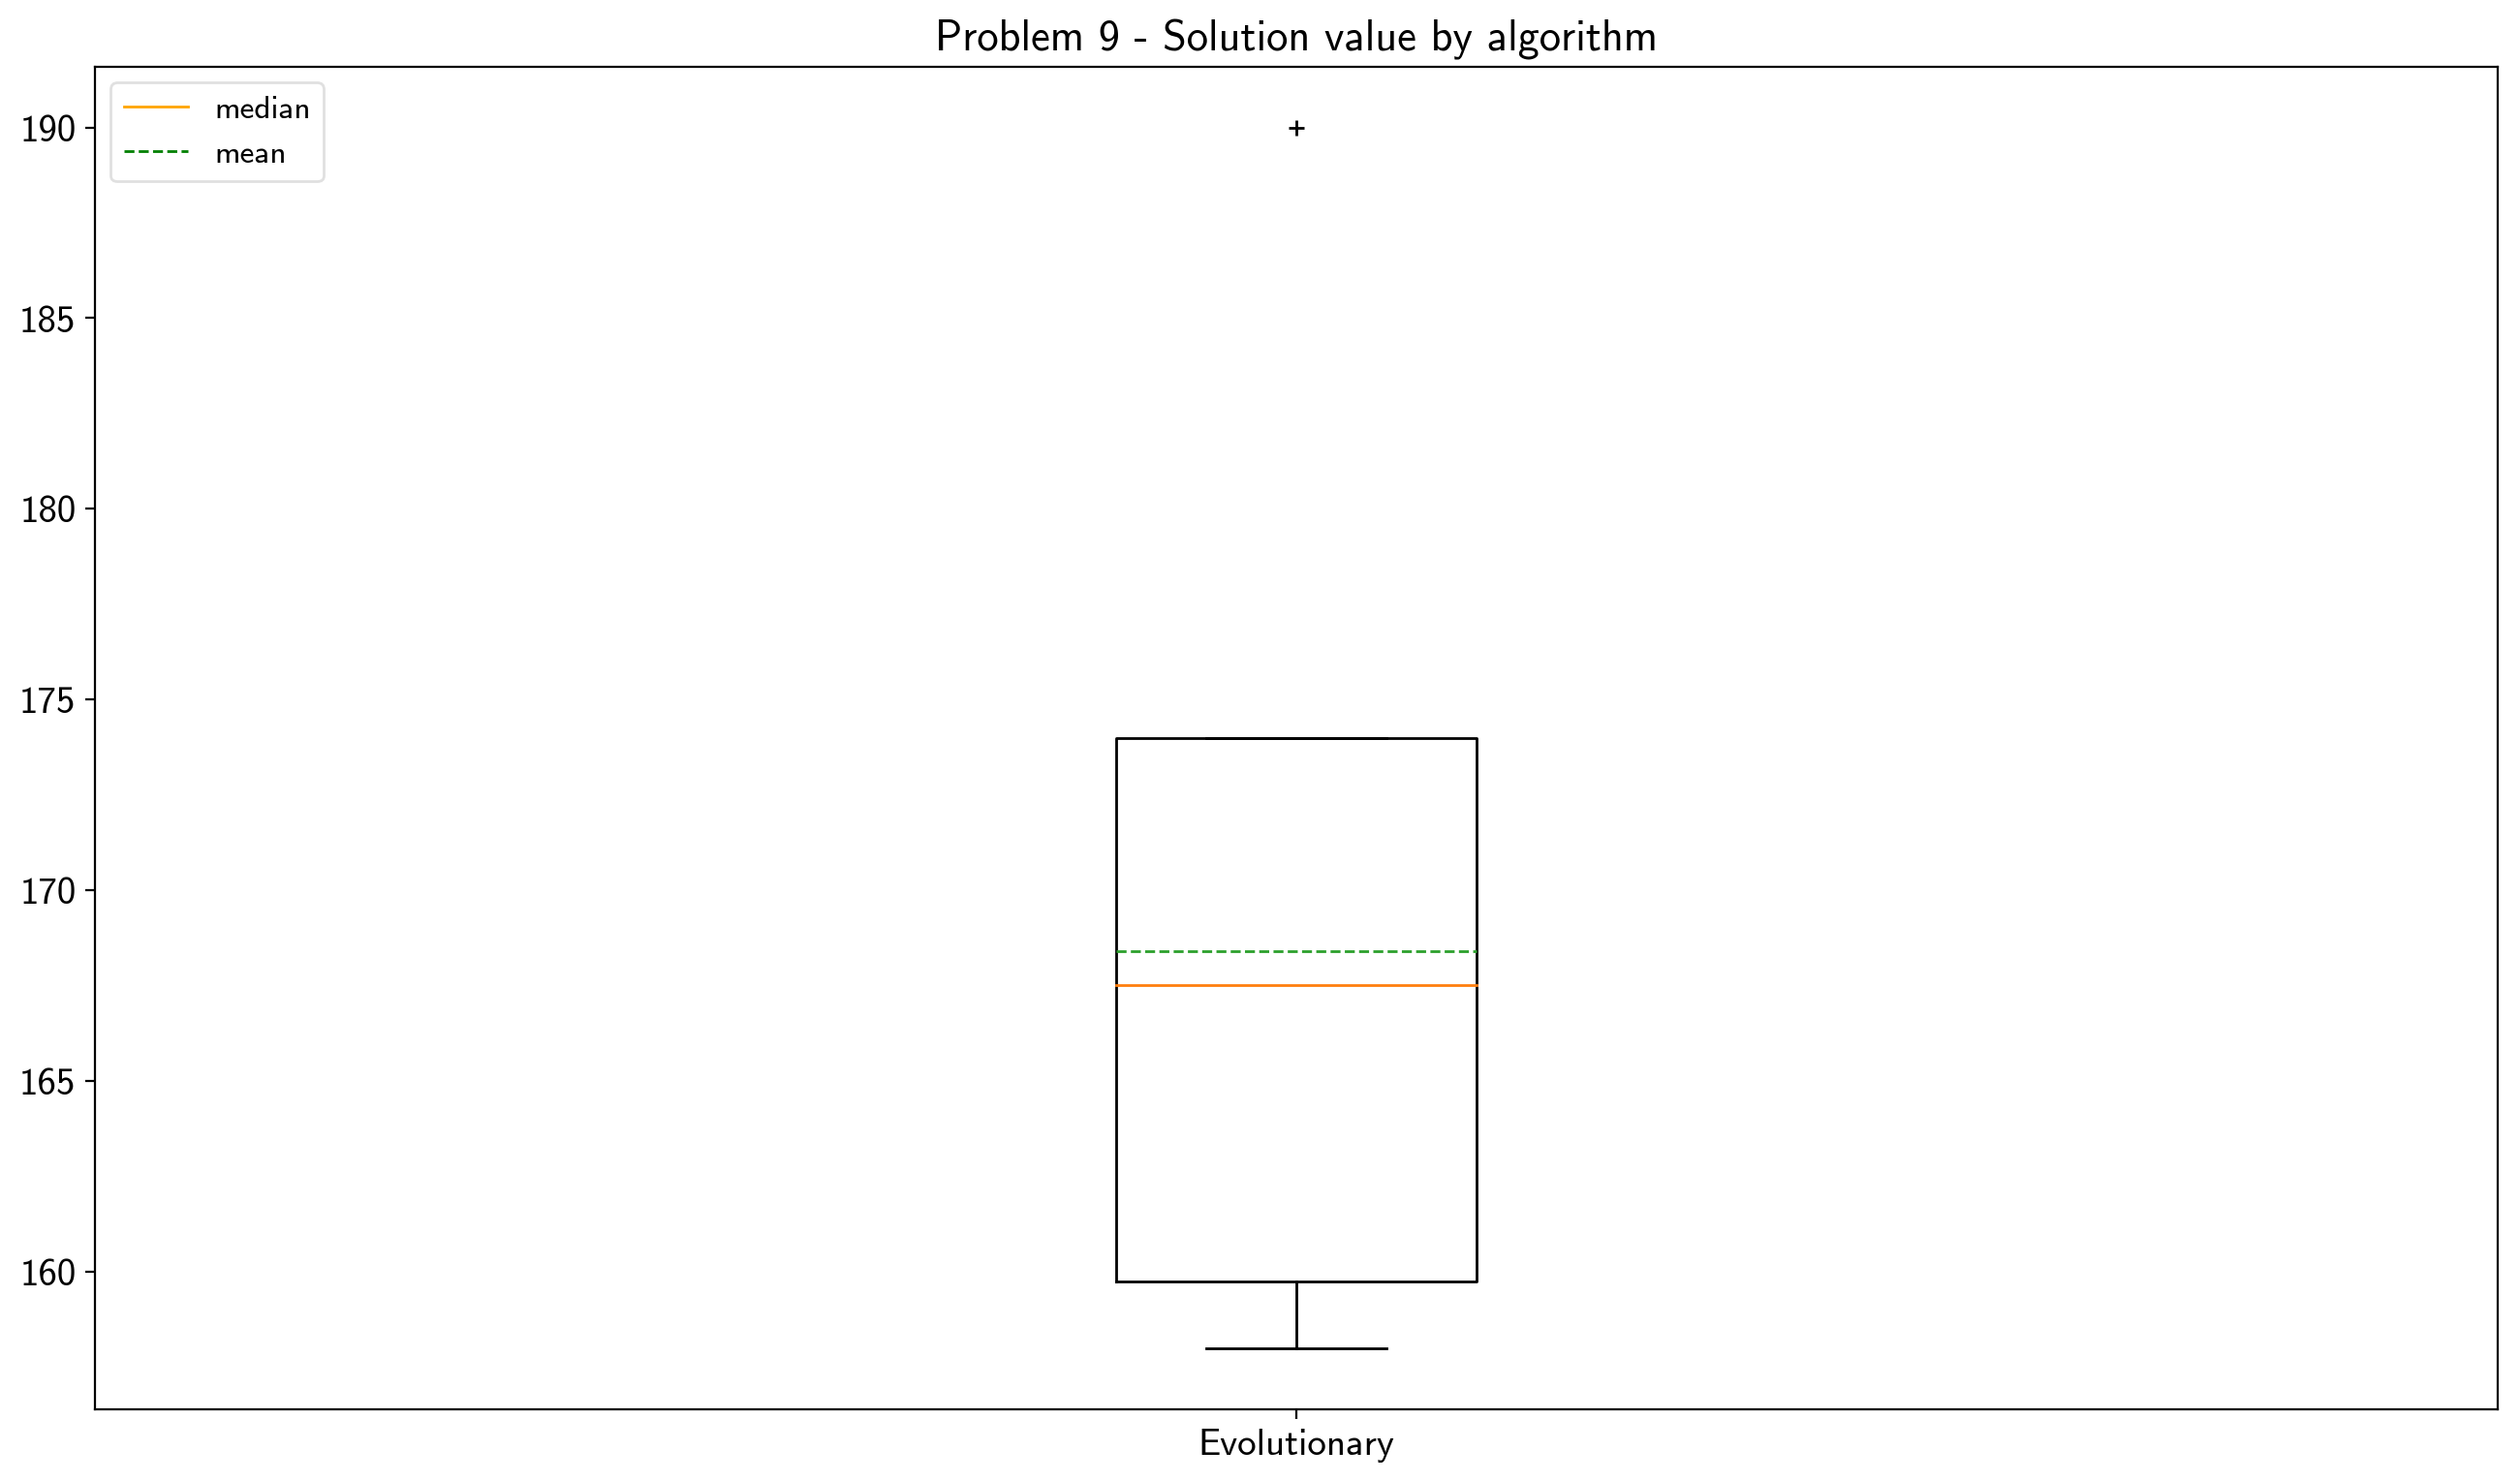 Problem 9 - Solution value by algorithm
median
mean
190
185
180
175
170
165
160
Evolutionary